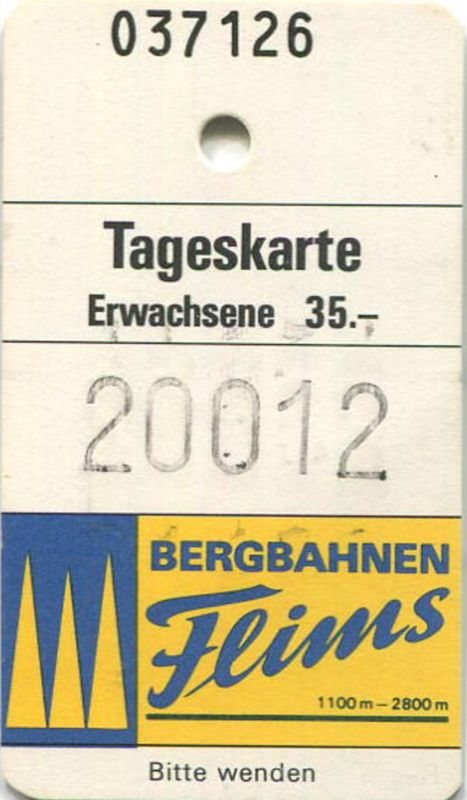 037126
Tageskarte
Erwachsene 35.–
20012
BERGBAHNEN
Flims
1100 m – 2800 m
Bitte wenden